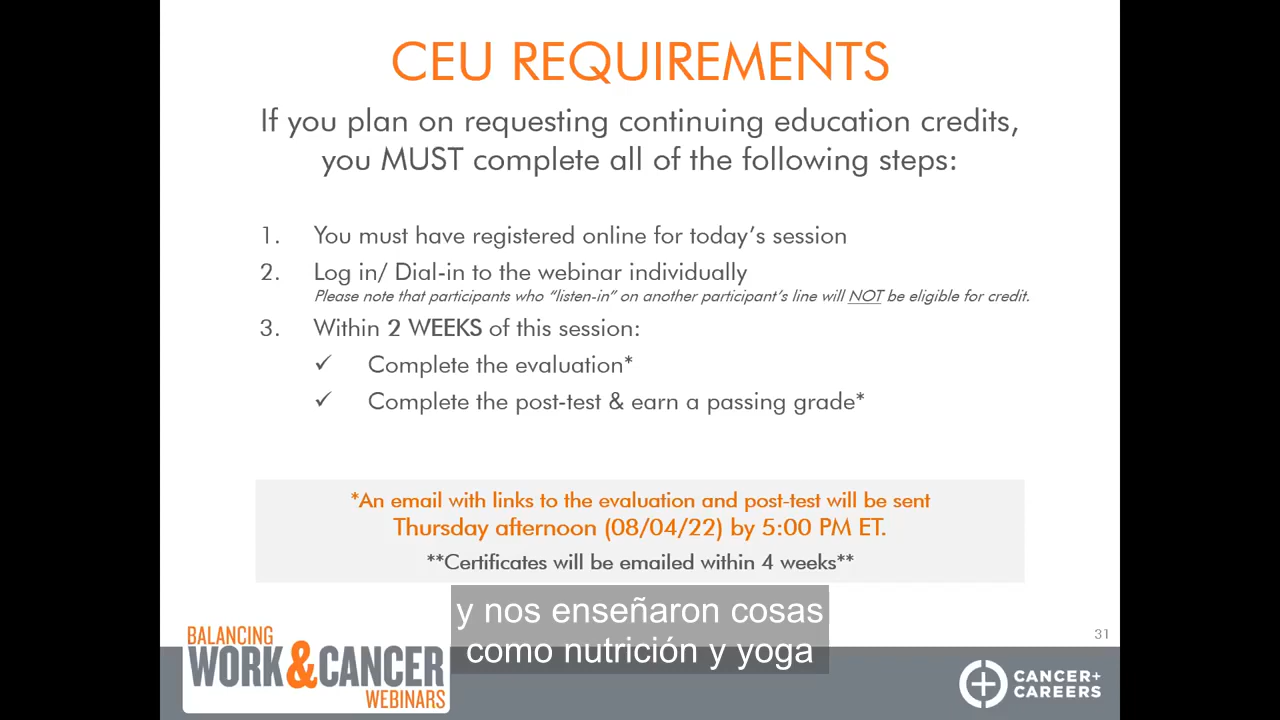 CEU REQUIREMENTS
If you plan on requesting continuing education credits,
you MUST complete all of the following steps:
1. You must have registered online for today's session
2. Log in/ Dial-in to the webinar individually
Please note that participants who "listen-in" on another participant's line will NOT be eligible for credit.
3. Within 2 WEEKS of this session:
✓ Complete the evaluation*
✓ Complete the post-test & earn a passing grade*
*An email with links to the evaluation and post-test will be sent
Thursday afternoon (08/04/22) by 5:00 PM ET.
**Certificates will be emailed within 4 weeks**
y nos enseñaron cosas
como nutrición y yoga
31
BALANCING
WORK & CANCER
WEBINARS
CANCER+
CAREERS